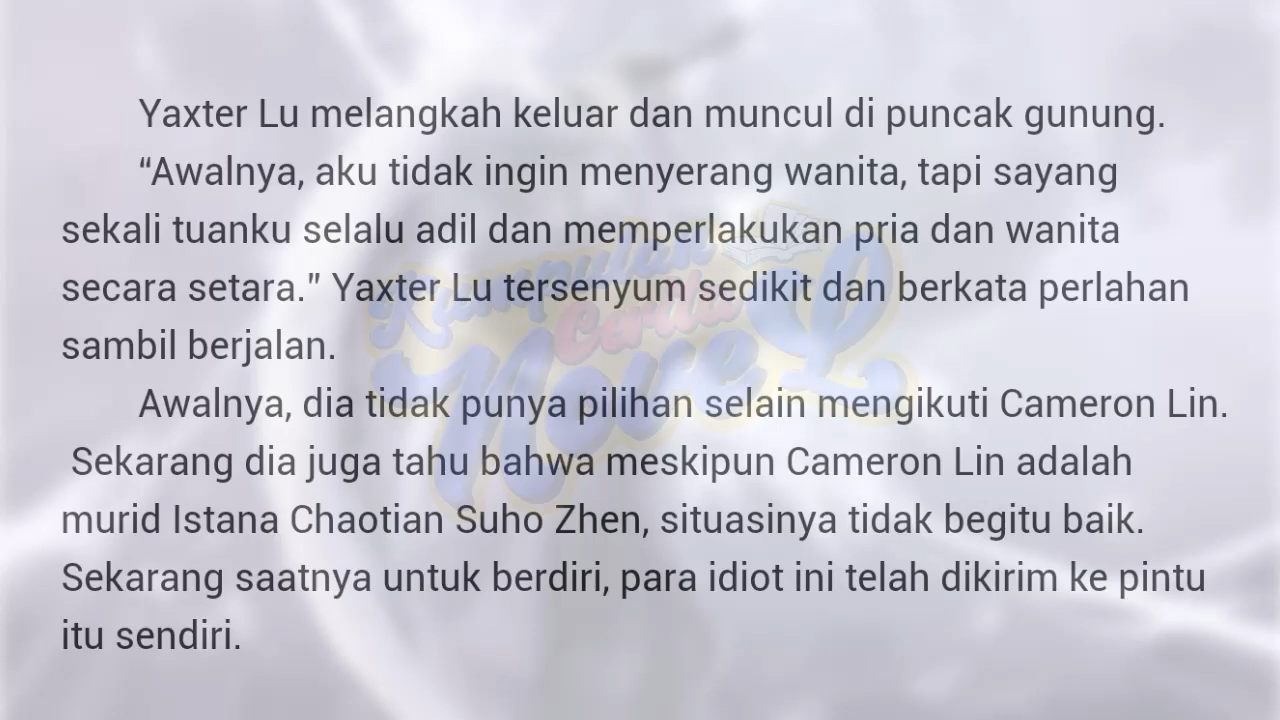 Yaxter Lu melangkah keluar dan muncul di puncak gunung.
“Awalnya, aku tidak ingin menyerang wanita, tapi sayang
sekali tuanku selalu adil dan memperlakukan pria dan wanita
secara setara.” Yaxter Lu tersenyum sedikit dan berkata perlahan
sambil berjalan.
Awalnya, dia tidak punya pilihan selain mengikuti Cameron Lin.
Sekarang dia juga tahu bahwa meskipun Cameron Lin adalah
murid Istana Chaotian Suho Zhen, situasinya tidak begitu baik.
Sekarang saatnya untuk berdiri, para idiot ini telah dikirim ke pintu
itu sendiri.
Kumpulan
Cerita
NoveL